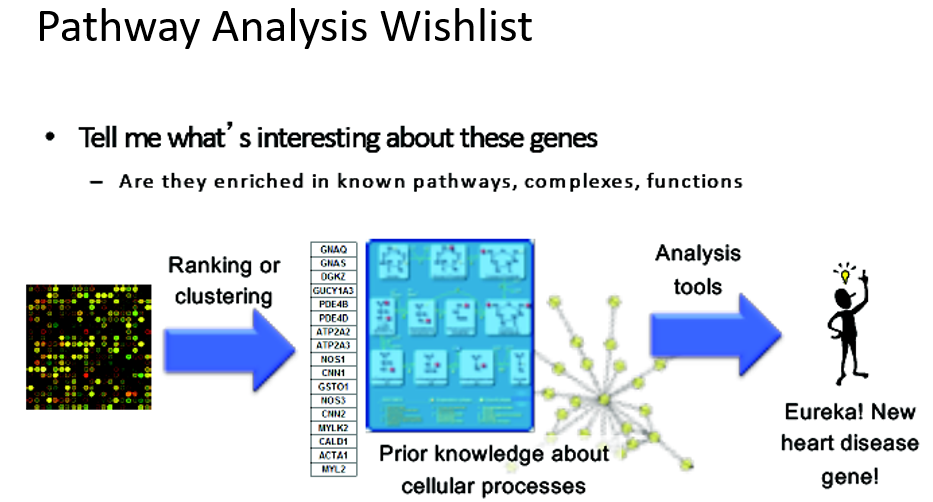 Pathway Analysis Wishlist
• Tell me what's interesting about these genes
– Are they enriched in known pathways, complexes, functions
Ranking or
clustering
GNAQ
GNAS
DGKZ
GUCY1A3
PDE4B
PDE4D
ATP2A2
ATP2A3
NOS1
CNN1
GSTO1
NOS3
CNN2
MYLK2
CALD1
ACTA1
MYL2
Prior knowledge about
cellular processes
Analysis
tools
Eureka! New
heart disease
gene!